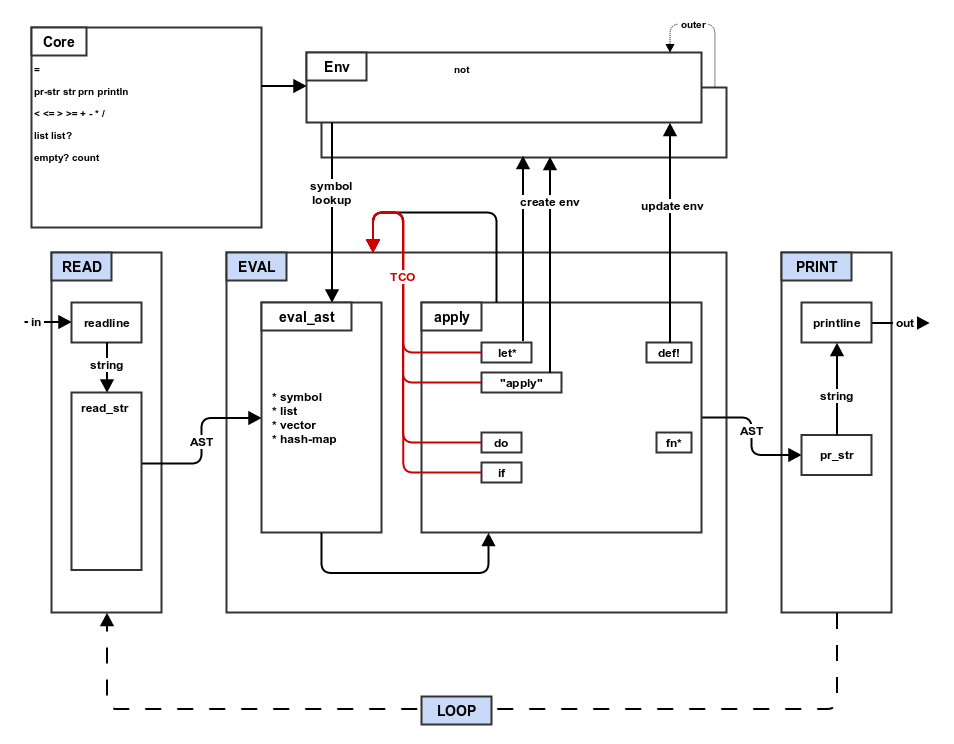 outer
Core
=
pr-str str prn println
< <= > >= + - * /
list list?
empty? count
Env
not
symbol
lookup
create env
update env
READ
in
readline
string
read_str
AST
EVAL
TCO
eval_ast
* symbol
* list
* vector
* hash-map
apply
let*
"apply"
do
if
def!
fn*
AST
PRINT
printline
out
string
pr_str
LOOP